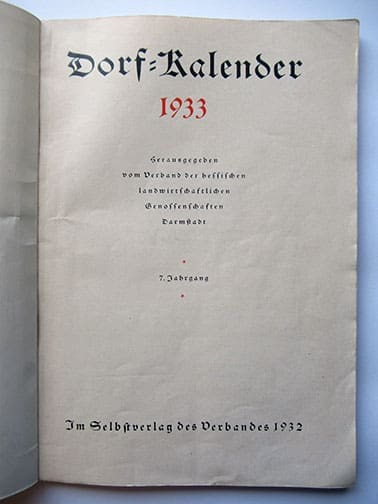 Dorf-Kalender
1933
Herausgegeben
vom Verband der hessischen
landwirtschaftlichen
Genossenschaften
Darmstadt
7. Jahrgang
Im Selbstverlag des Verbandes 1932